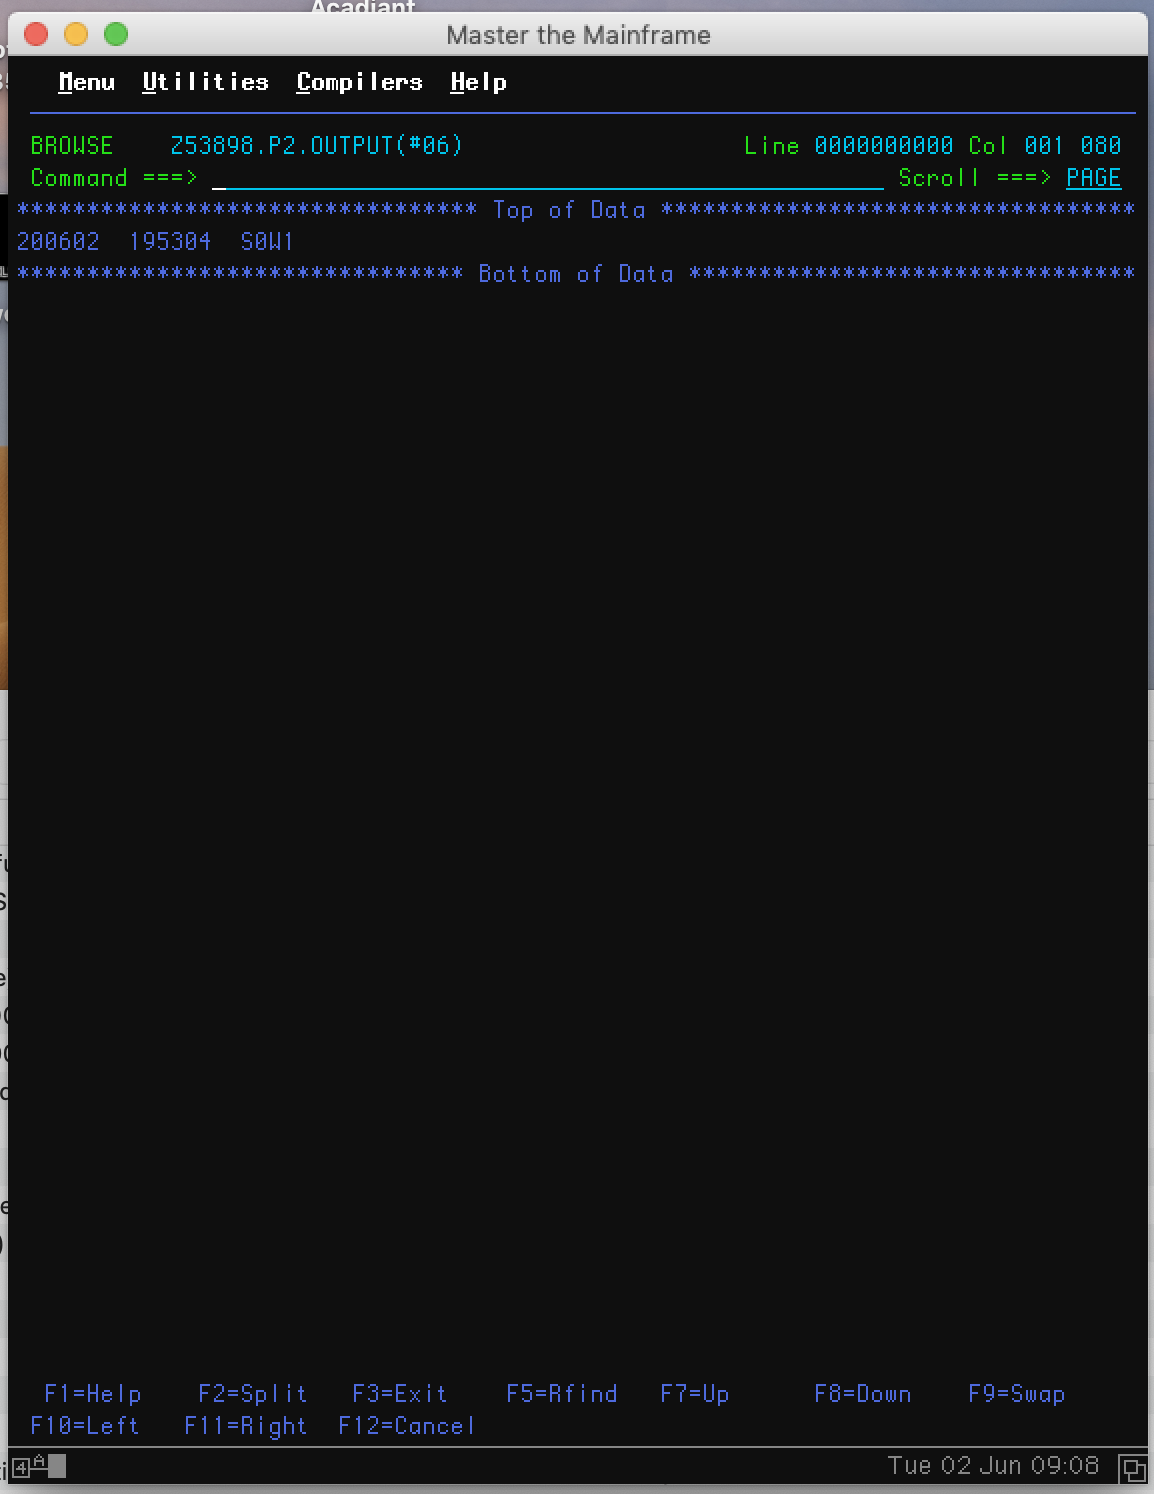 Acadiant
Master the Mainframe
Menu Utilities Compilers Help
BROWSE Z53898.P2.OUTPUT(#06) Line 0000000000 Col 001 080
Command ===> Scroll ===> PAGE
********************************* Top of Data **********************************
200602 195304 S0W1
******************************** Bottom of Data ********************************
F1=Help F2=Split F3=Exit F5=Rfind F7=Up F8=Down F9=Swap
F10=Left F11=Right F12=Cancel
4 A Tue 02 Jun 09:08